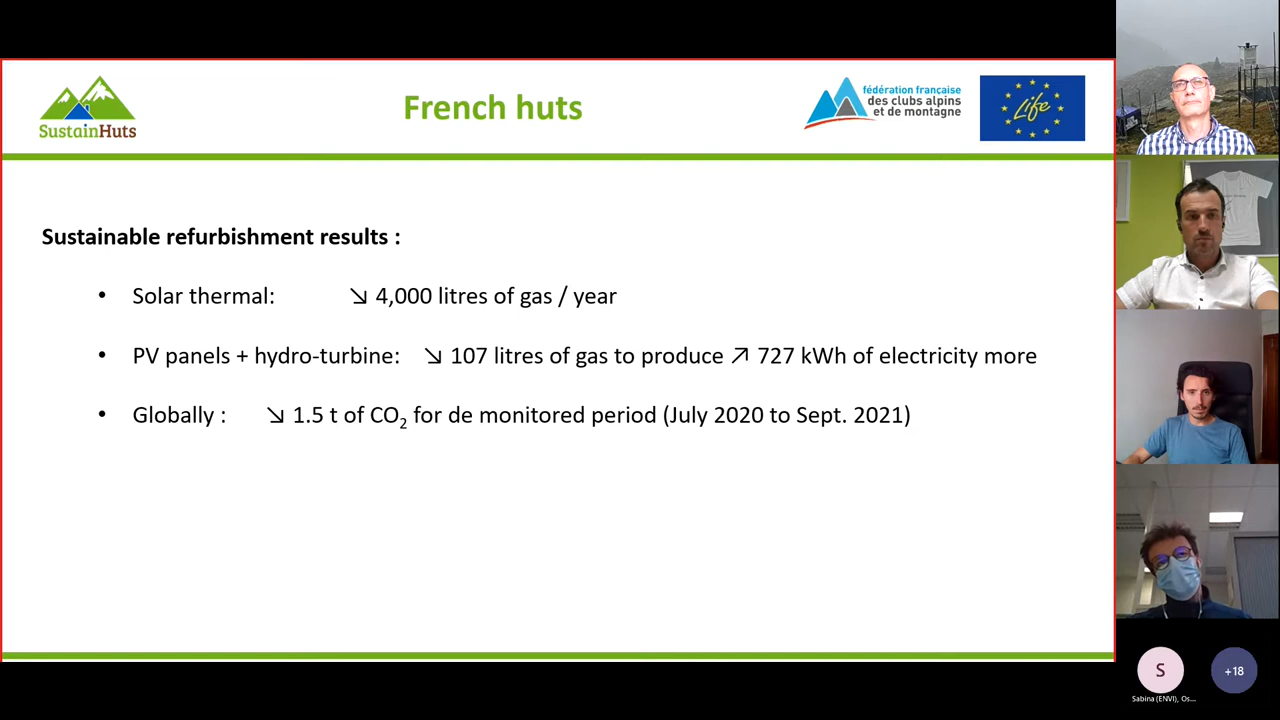 SustainHuts
French huts
fédération française
des clubs alpins
et de montagne
Life
Sustainable refurbishment results :
• Solar thermal: ↘ 4,000 litres of gas / year
• PV panels + hydro-turbine: ↘ 107 litres of gas to produce ↗ 727 kWh of electricity more
• Globally : ↘ 1.5 t of CO₂ for de monitored period (July 2020 to Sept. 2021)
S
+18
Sabina (ENVI), Os...